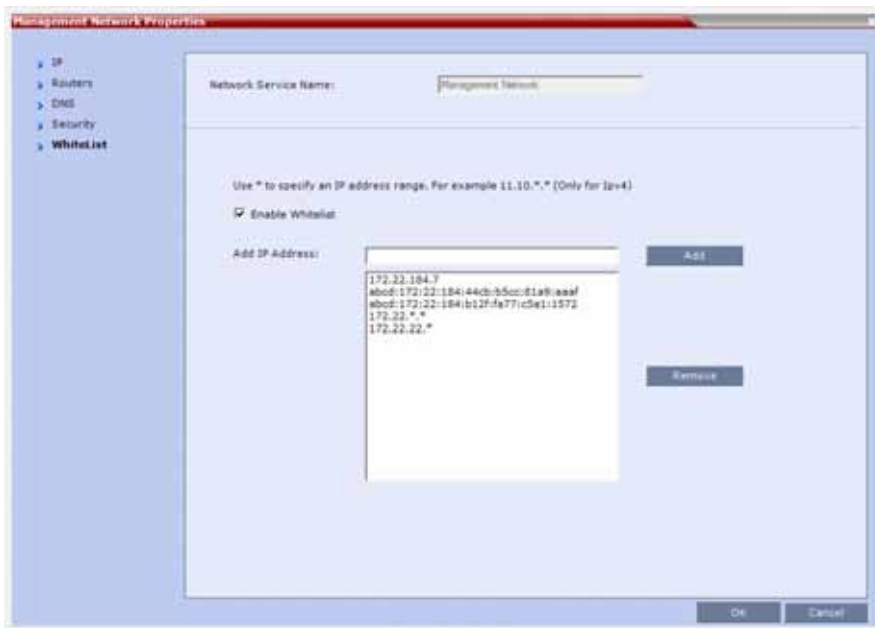 Management Network Properties
IP
Routers
DNS
Security
WhiteList
Network Service Name:
Management Network
Use * to specify an IP address range. For example 11.10.*.* (Only for Ipv4)
Enable Whitelist
Add IP Address:
Add
172.22.184.7
abcd:172:22:184:44cb:b5cc:61a9:aaaf
abcd:172:22:184:b12f:fa77:c5a1:1572
172.22.*.*
172.22.22.*
Remove
OK
Cancel